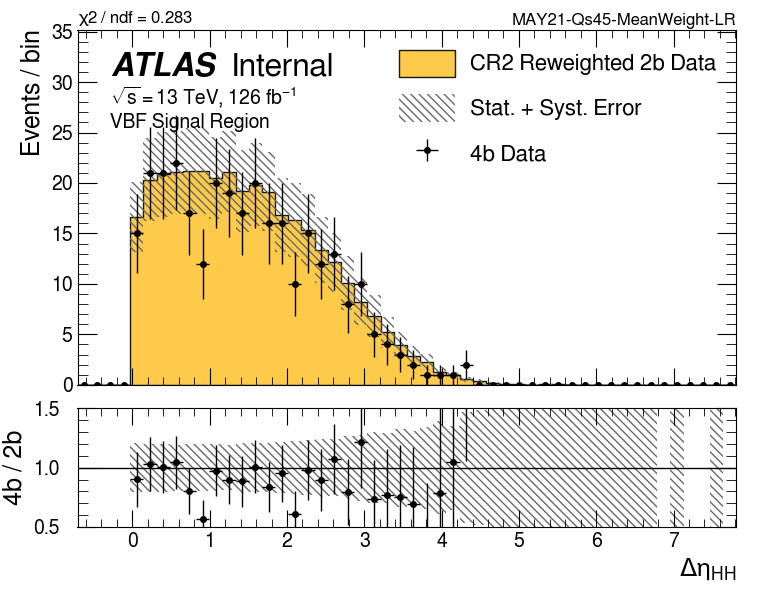 χ2 / ndf = 0.283
MAY21-Qs45-MeanWeight-LR
ATLAS Internal
√s = 13 TeV, 126 fb⁻¹
VBF Signal Region
CR2 Reweighted 2b Data
Stat. + Syst. Error
4b Data
Events / bin
35
30
25
20
15
10
5
0
4b / 2b
1.5
1.0
0.5
0 1 2 3 4 5 6 7
Δη_HH